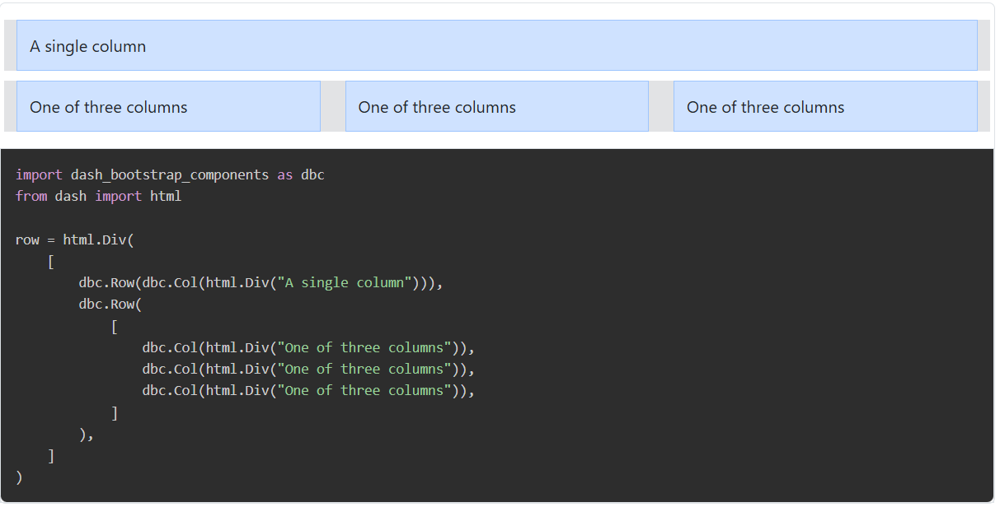 A single column
One of three columns One of three columns One of three columns
import dash_bootstrap_components as dbc
from dash import html

row = html.Div(
    [
        dbc.Row(dbc.Col(html.Div("A single column"))),
        dbc.Row(
            [
                dbc.Col(html.Div("One of three columns")),
                dbc.Col(html.Div("One of three columns")),
                dbc.Col(html.Div("One of three columns")),
            ]
        ),
    ]
)